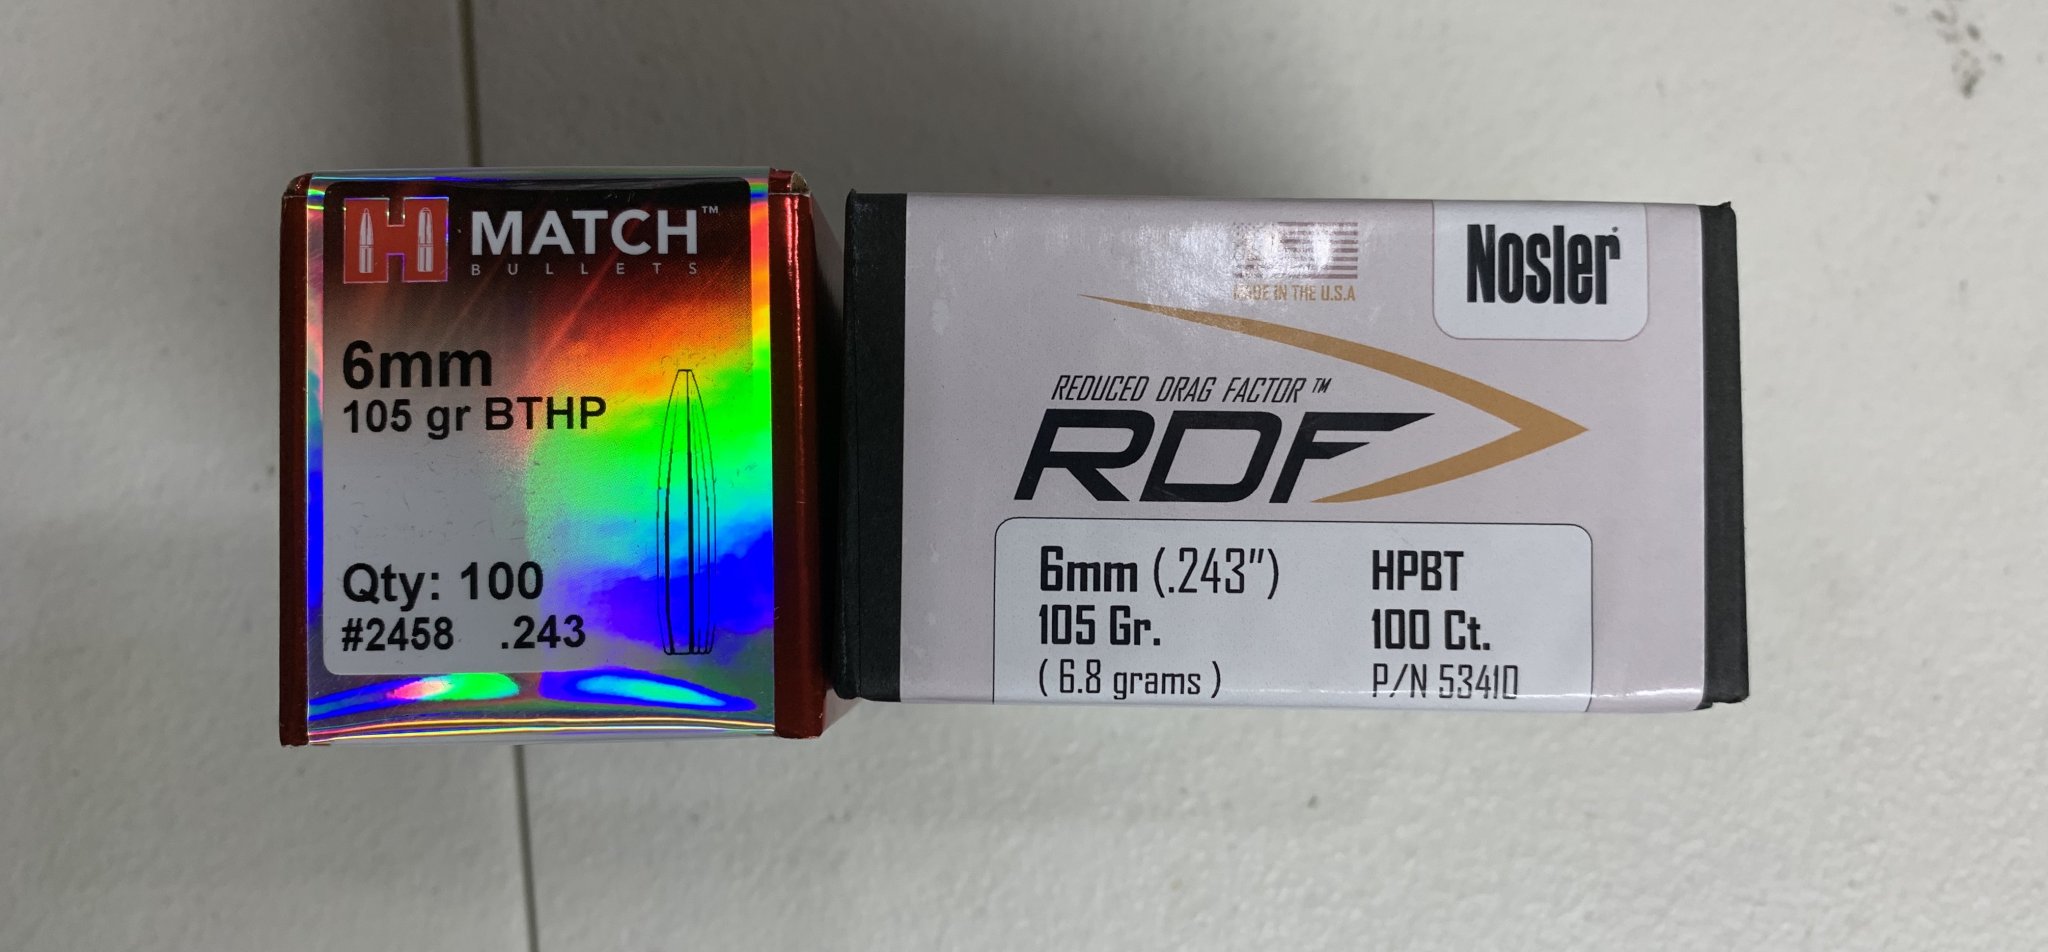 MATCH™
BULLETS
6mm
105 gr BTHP
Qty: 100
#2458 .243
Nosler®
MADE IN THE U.S.A
REDUCED DRAG FACTOR™
RDF
6mm (.243")
105 Gr.
(6.8 grams)
HPBT
100 Ct.
P/N 53410